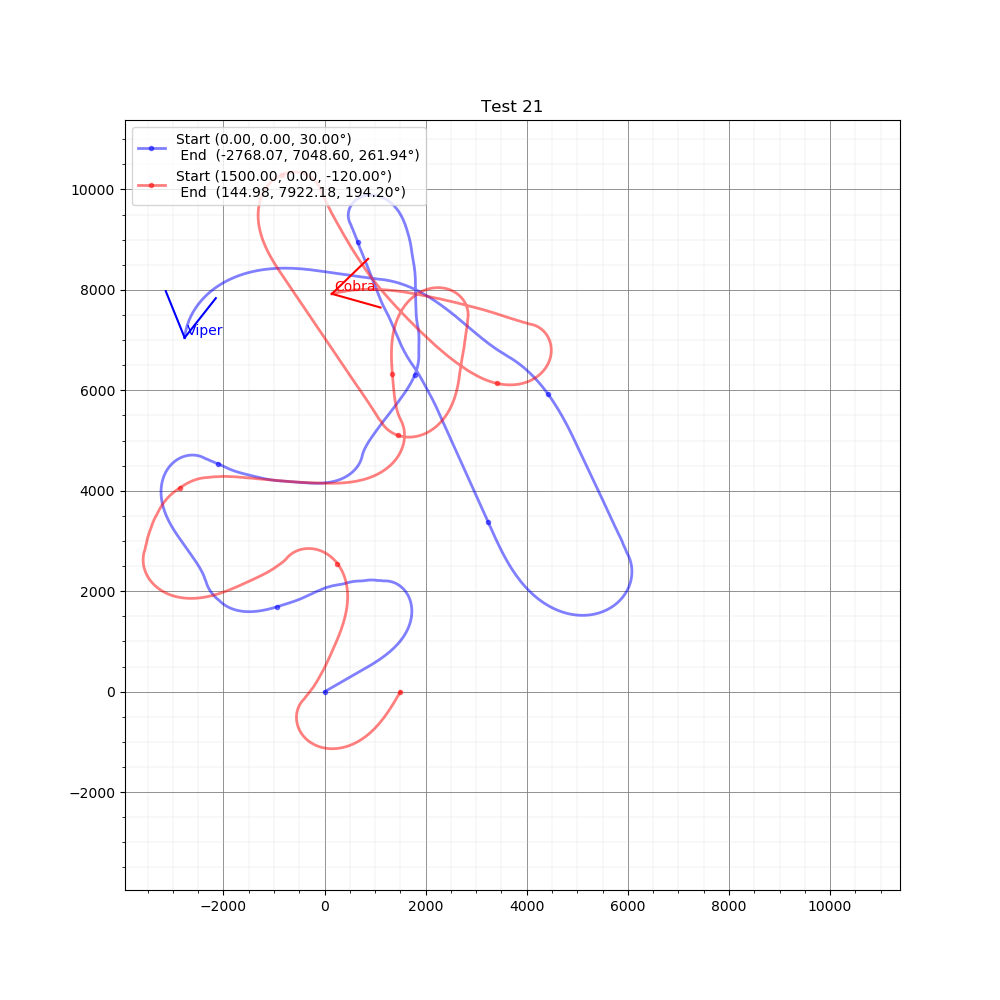 Test 21
Start (0.00, 0.00, 30.00°)
End  (-2768.07, 7048.60, 261.94°)
Start (1500.00, 0.00, -120.00°)
End  (144.98, 7922.18, 194.20°)
10000
8000
6000
4000
2000
0
−2000
Cobra
Viper
−2000
0
2000
4000
6000
8000
10000